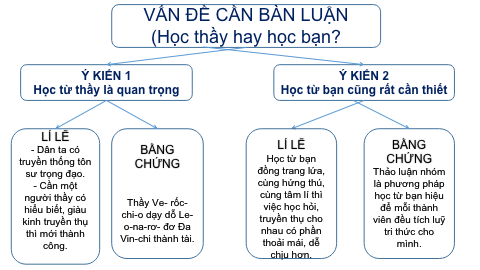 VẤN ĐỀ CẦN BÀN LUẬN
(Học thầy hay học bạn?
Ý KIẾN 1
Học từ thầy là quan trọng
Ý KIẾN 2
Học từ bạn cũng rất cần thiết
LÍ LẼ
- Dân ta có
truyền thống tôn
sư trọng đạo.
- Cần một
người thầy có
hiểu biết, giàu
kinh truyền thụ
thì mới thành
công.
BẰNG
CHỨNG
Thầy Ve- rốc-
chi-o dạy dỗ Le-
o-na-rơ- đơ Đa
Vin-chi thành tài.
LÍ LẼ
Học từ bạn
đồng trang lứa,
cùng hứng thú,
cùng tâm lí thì
việc học hỏi,
truyền thụ cho
nhau có phần
thoải mái, dễ
chịu hơn.
BẰNG
CHỨNG
Thảo luận nhóm
là phương pháp
học từ bạn hiệu
để mỗi thành
viên đều tích luỹ
tri thức cho
mình.